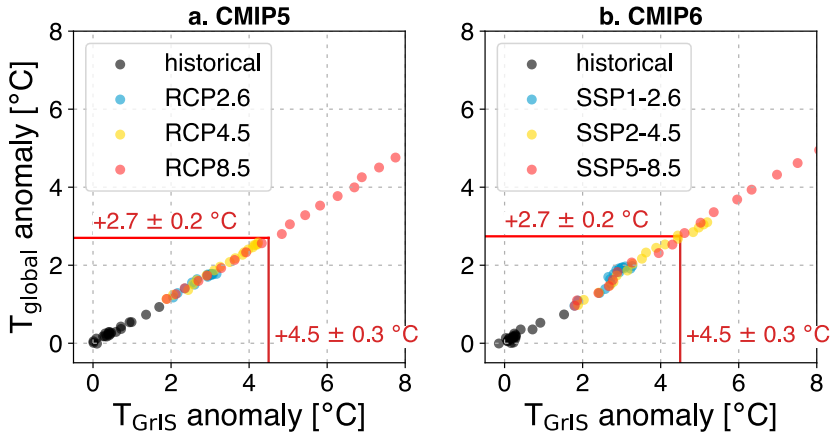 a. CMIP5
8
6
4
2
0
T_global anomaly [°C]
historical
RCP2.6
RCP4.5
RCP8.5
+2.7 ± 0.2 °C
+4.5 ± 0.3 °C
0 2 4 6 8
T_GrIS anomaly [°C]
b. CMIP6
8
6
4
2
0
historical
SSP1-2.6
SSP2-4.5
SSP5-8.5
+2.7 ± 0.2 °C
+4.5 ± 0.3 °C
0 2 4 6 8
T_GrIS anomaly [°C]